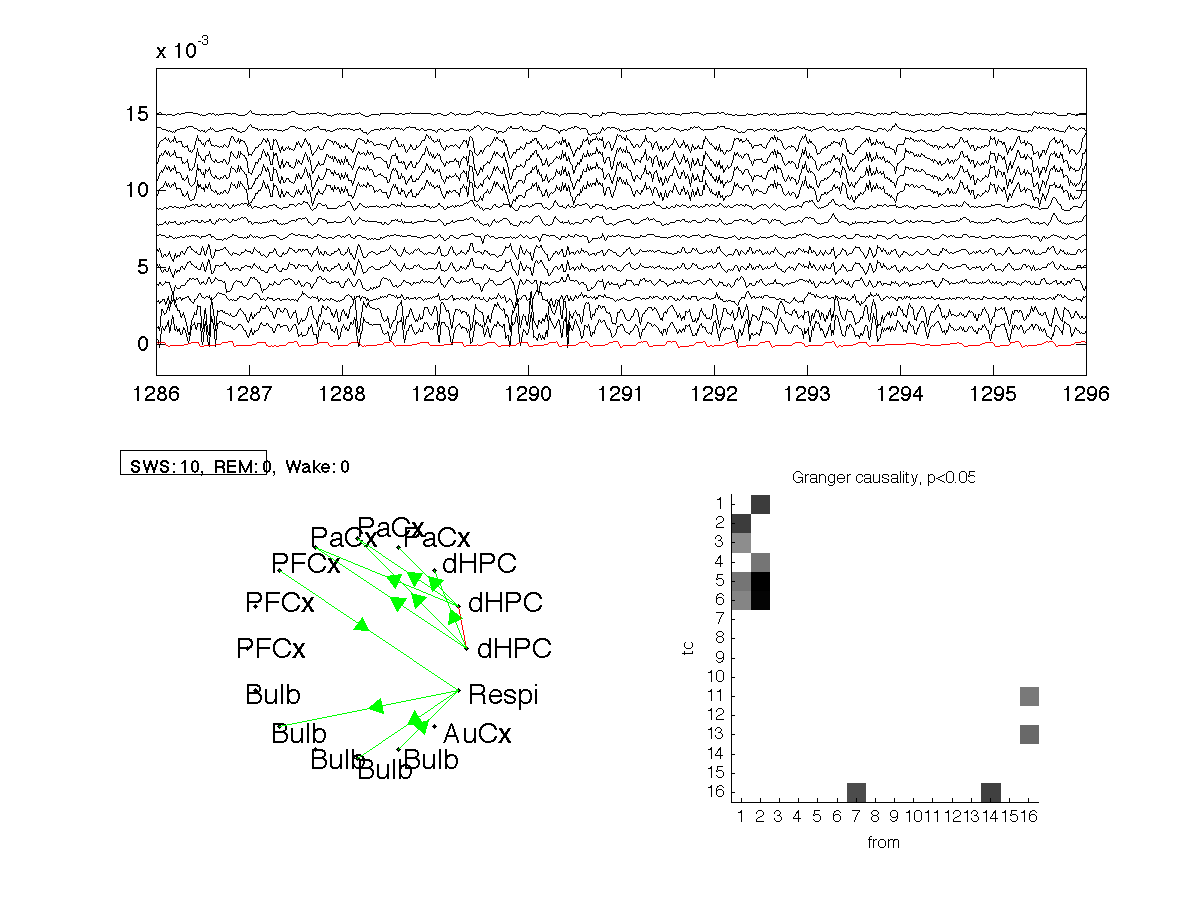 x 10-3
15
10
5
0
1286 1287 1288 1289 1290 1291 1292 1293 1294 1295 1296
SWS:10, REM:0, Wake:0
Granger causality, p<0.05
PaCx
PaCx PaCx
PFCx dHPC
PFCx dHPC
PFCx dHPC
Bulb Respi
Bulb AuCx
Bulb Bulb
Bulb
1
2
3
4
5
6
7
8
9
10
11
12
13
14
15
16
tc
1 2 3 4 5 6 7 8 9 10 11 12 13 14 15 16
from